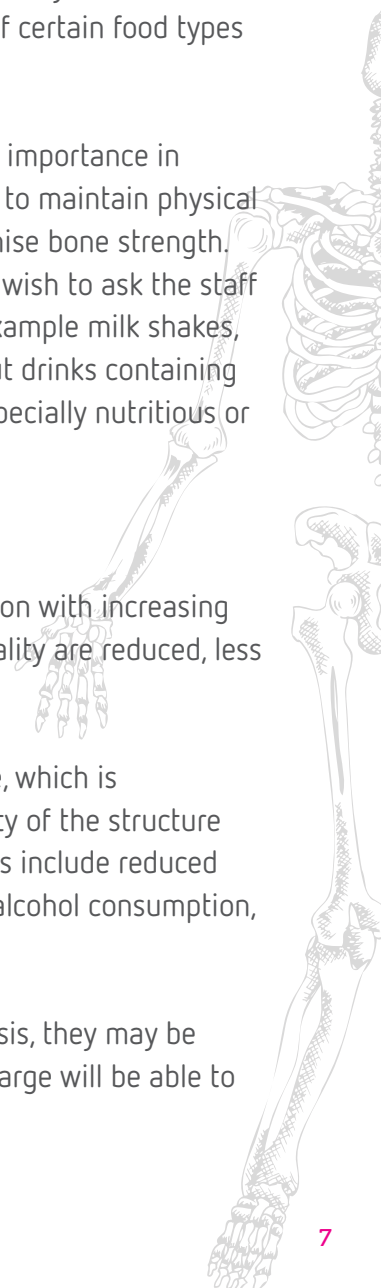 f certain food types
importance in
to maintain physical
nise bone strength.
wish to ask the staff
xample milk shakes,
ut drinks containing
specially nutritious or
on with increasing
ality are reduced, less
, which is
ty of the structure
s include reduced
alcohol consumption,
sis, they may be
arge will be able to
7